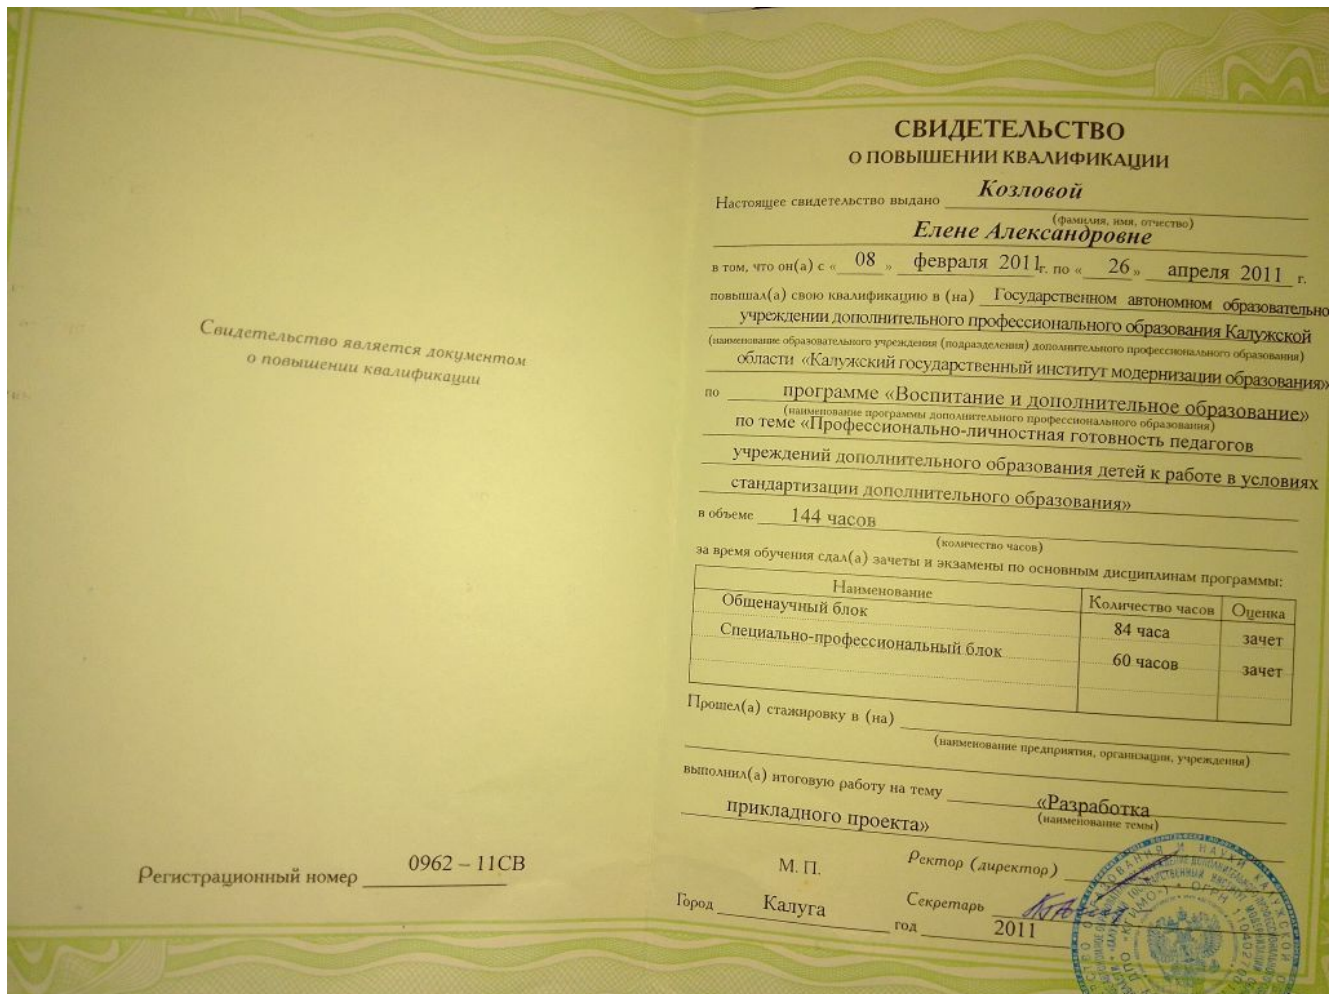 Свидетельство является документом
о повышении квалификации
Регистрационный номер 0962 – 11СВ
СВИДЕТЕЛЬСТВО
О ПОВЫШЕНИИ КВАЛИФИКАЦИИ
Настоящее свидетельство выдано Козловой
(фамилия, имя, отчество)
Елене Александровне
в том, что он(а) с « 08 » февраля 2011 г. по « 26 » апреля 2011 г.
повышал(а) свою квалификацию в (на) Государственном автономном образовательно
учреждении дополнительного профессионального образования Калужской
(наименование образовательного учреждения (подразделения) дополнительного профессионального образования)
области «Калужский государственный институт модернизации образования»
по программе «Воспитание и дополнительное образование»
(наименование программы дополнительного профессионального образования)
по теме «Профессионально-личностная готовность педагогов
учреждений дополнительного образования детей к работе в условиях
стандартизации дополнительного образования»
в объеме 144 часов
(количество часов)
за время обучения сдал(а) зачеты и экзамены по основным дисциплинам программы:
Наименование Количество часов Оценка
Общенаучный блок 84 часа зачет
Специально-профессиональный блок 60 часов зачет
Прошел(а) стажировку в (на)
(наименование предприятия, организации, учреждения)
выполнил(а) итоговую работу на тему «Разработка
(наименование темы)
прикладного проекта»
М. П. Ректор (директор)
Секретарь
Город Калуга год 2011